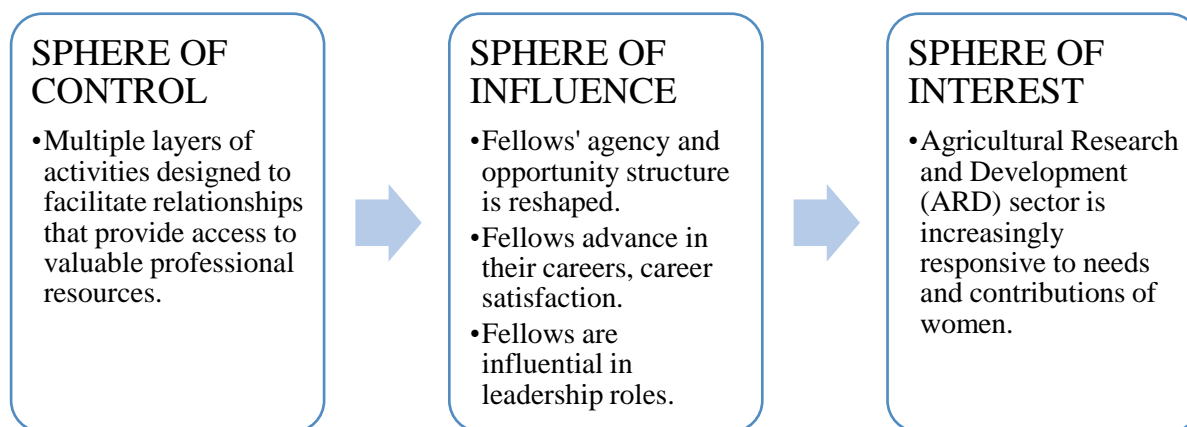 SPHERE OF
CONTROL
•Multiple layers of
activities designed to
facilitate relationships
that provide access to
valuable professional
resources.
SPHERE OF
INFLUENCE
•Fellows' agency and
opportunity structure
is reshaped.
•Fellows advance in
their careers, career
satisfaction.
•Fellows are
influential in
leadership roles.
SPHERE OF
INTEREST
•Agricultural Research
and Development
(ARD) sector is
increasingly
responsive to needs
and contributions of
women.